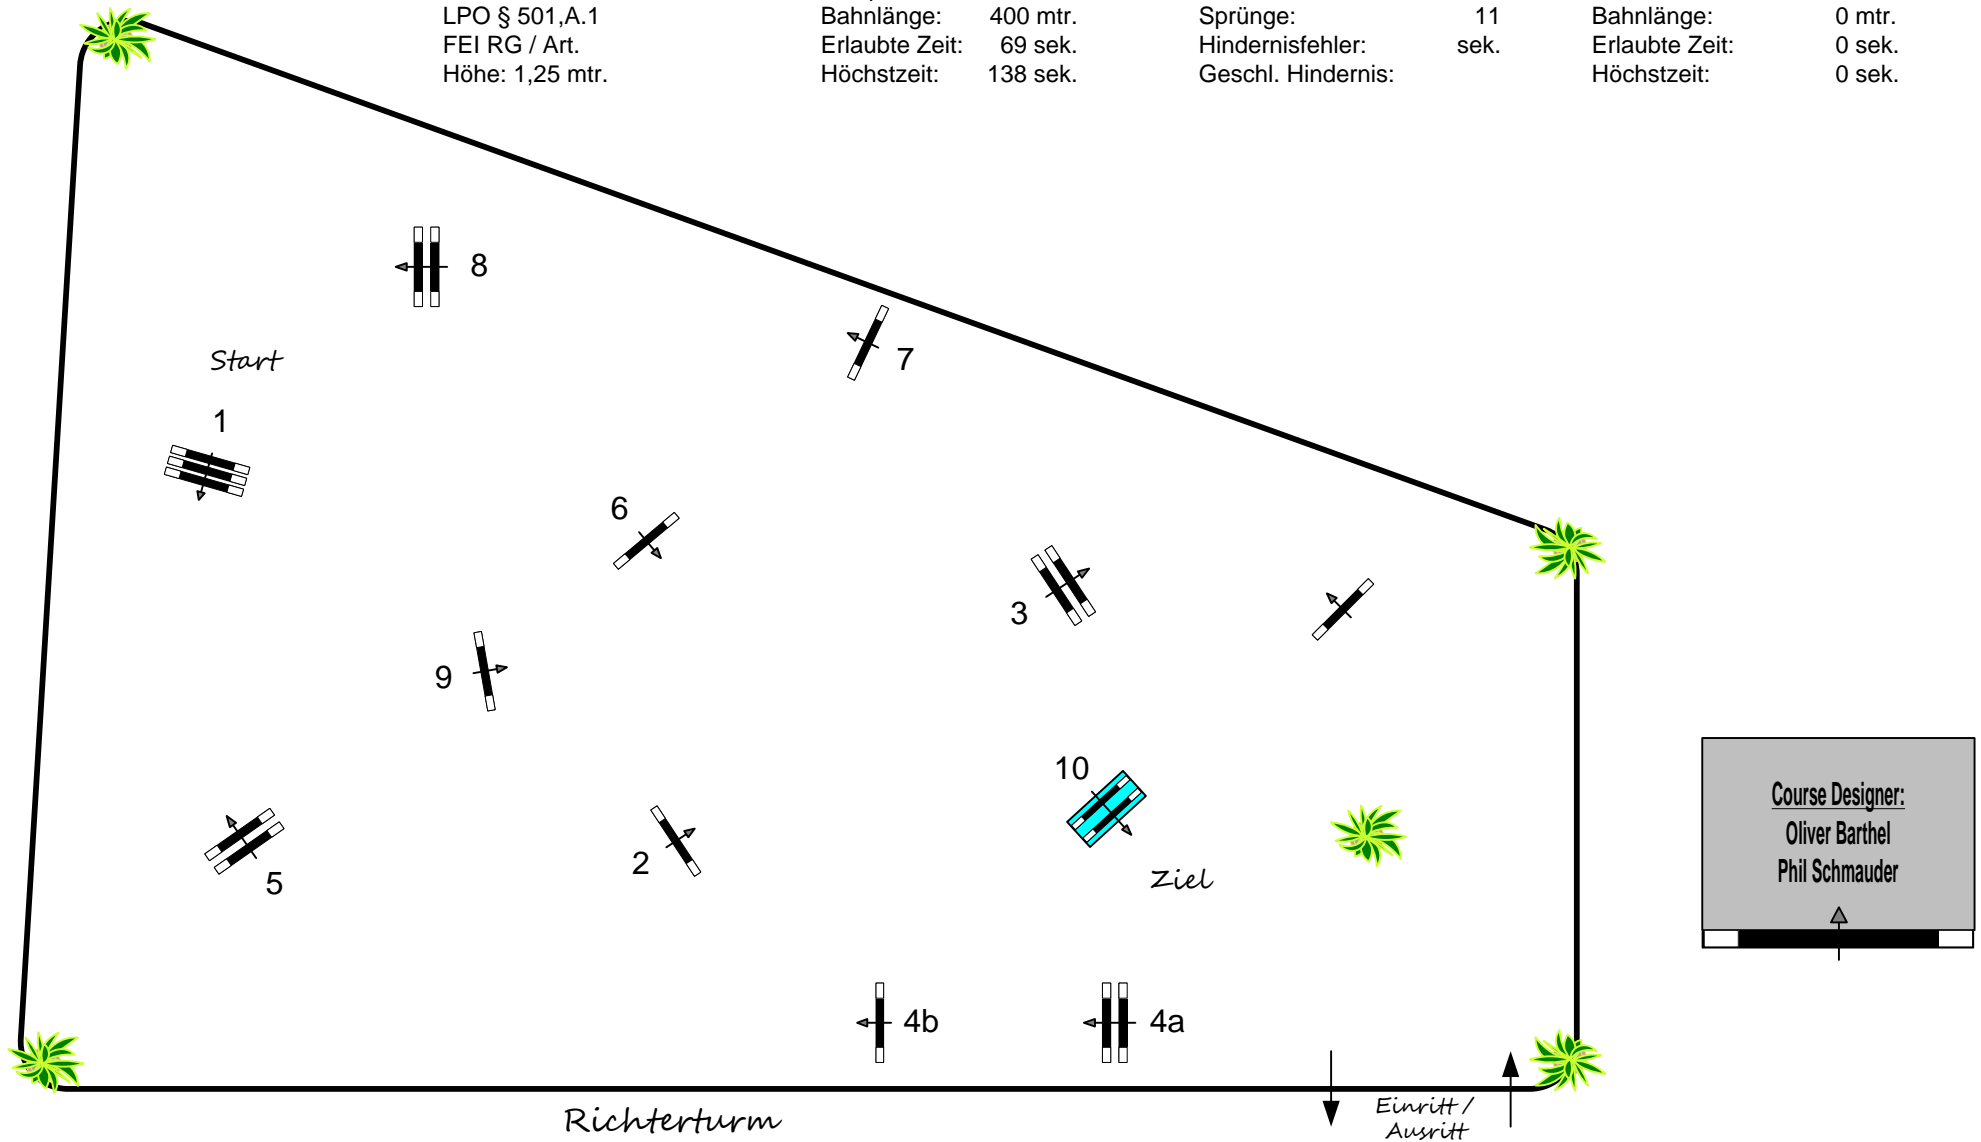 LPO § 501,A.1
FEI RG / Art.
Höhe: 1,25 mtr.
Bahnlänge: 400 mtr.
Erlaubte Zeit: 69 sek.
Höchstzeit: 138 sek.
Sprünge: 11
Hindernisfehler: sek.
Geschl. Hindernis:
Bahnlänge: 0 mtr.
Erlaubte Zeit: 0 sek.
Höchstzeit: 0 sek.
8
7
Start
1
6
3
9
10
2
5
Ziel
4b
4a
Course Designer:
Oliver Barthel
Phil Schmauder
Richterturm
Einritt /
Ausritt